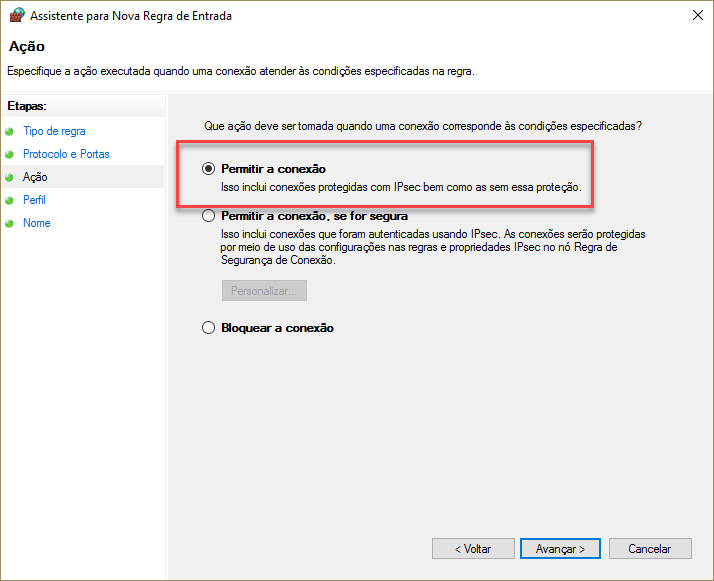 Assistente para Nova Regra de Entrada
Ação
Especifique a ação executada quando uma conexão atender às condições especificadas na regra.
Etapas:
Tipo de regra
Protocolo e Portas
Ação
Perfil
Nome
Que ação deve ser tomada quando uma conexão corresponde às condições especificadas?
Permitir a conexão
Isso inclui conexões protegidas com IPsec bem como as sem essa proteção.
Permitir a conexão, se for segura
Isso inclui conexões que foram autenticadas usando IPsec. As conexões serão protegidas
por meio de uso das configurações nas regras e propriedades IPsec no nó Regra de
Segurança de Conexão.
Personalizar...
Bloquear a conexão
< Voltar
Avançar >
Cancelar